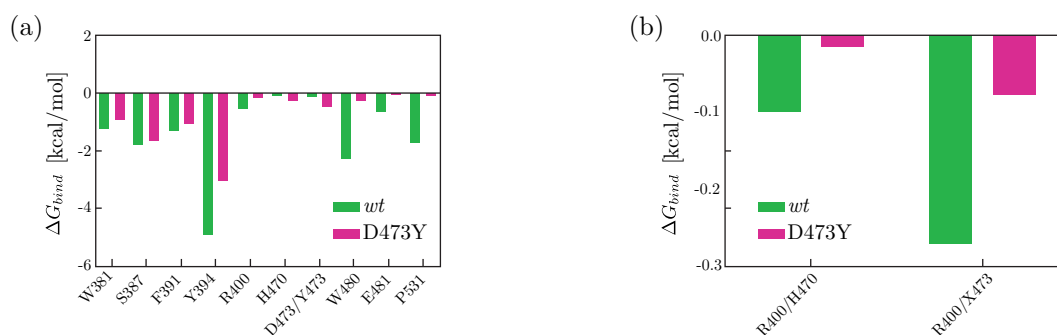 (a)
ΔG_bind [kcal/mol]
2
0
-2
-4
-6
wt
D473Y
W381
S387
F391
Y394
R400
H470
D473/Y473
W480
E481
P531
(b)
ΔG_bind [kcal/mol]
0.0
-0.1
-0.2
-0.3
wt
D473Y
R400/H470
R400/X473